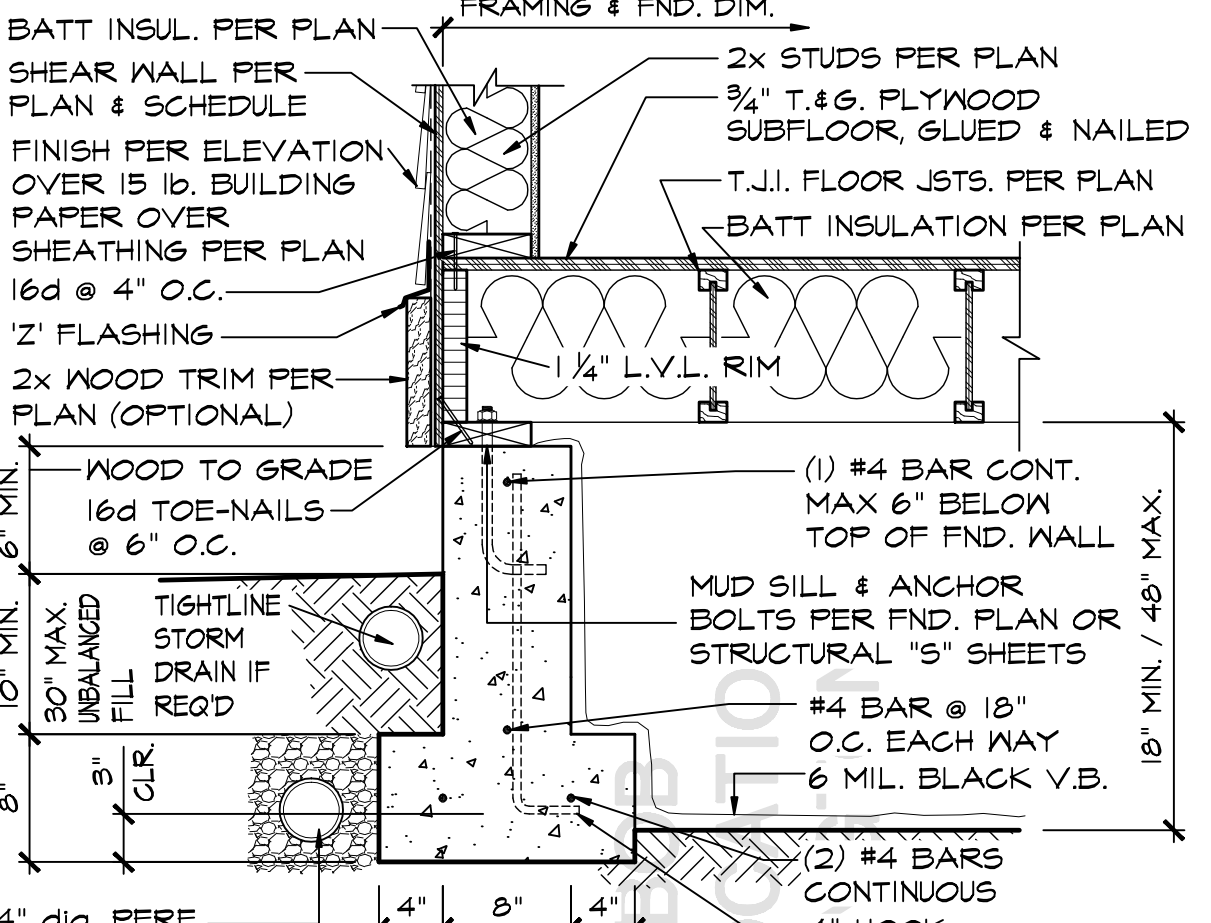 FRAMING & FND. DIM.
BATT INSUL. PER PLAN
SHEAR WALL PER
PLAN & SCHEDULE
FINISH PER ELEVATION
OVER 15 lb. BUILDING
PAPER OVER
SHEATHING PER PLAN
16d @ 4" O.C.
'Z' FLASHING
2x WOOD TRIM PER
PLAN (OPTIONAL)
WOOD TO GRADE
16d TOE-NAILS
@ 6" O.C.
2x STUDS PER PLAN
3/4" T.&G. PLYWOOD
SUBFLOOR, GLUED & NAILED
T.J.I. FLOOR JSTS. PER PLAN
BATT INSULATION PER PLAN
1 1/4" L.V.L. RIM
(1) #4 BAR CONT.
MAX 6" BELOW
TOP OF FND. WALL
MUD SILL & ANCHOR
BOLTS PER FND. PLAN OR
STRUCTURAL "S" SHEETS
#4 BAR @ 18"
O.C. EACH WAY
6 MIL. BLACK V.B.
(2) #4 BARS
CONTINUOUS
HOOK
18" MIN. / 48" MAX.
6" MIN.
10" MIN.
8"
30" MAX.
UNBALANCED
FILL
TIGHTLINE
STORM
DRAIN IF
REQ'D
3"
CLR.
4" dia. PERF
4"
8"
4"